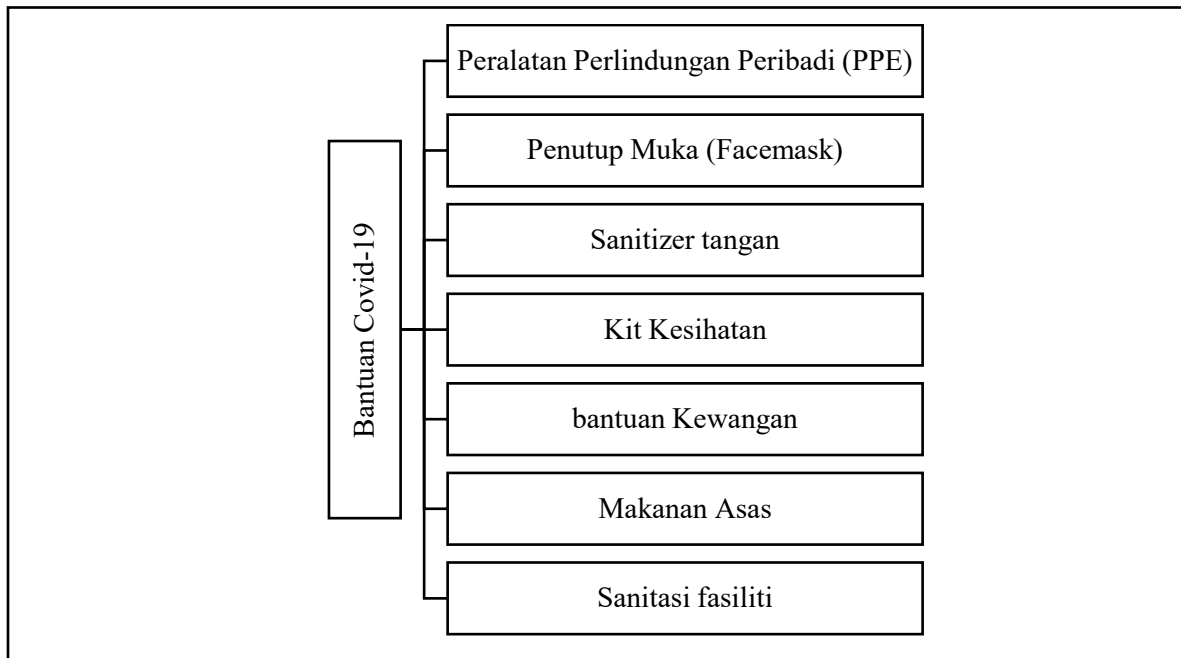 Bantuan Covid-19
Peralatan Perlindungan Peribadi (PPE)
Penutup Muka (Facemask)
Sanitizer tangan
Kit Kesihatan
bantuan Kewangan
Makanan Asas
Sanitasi fasiliti